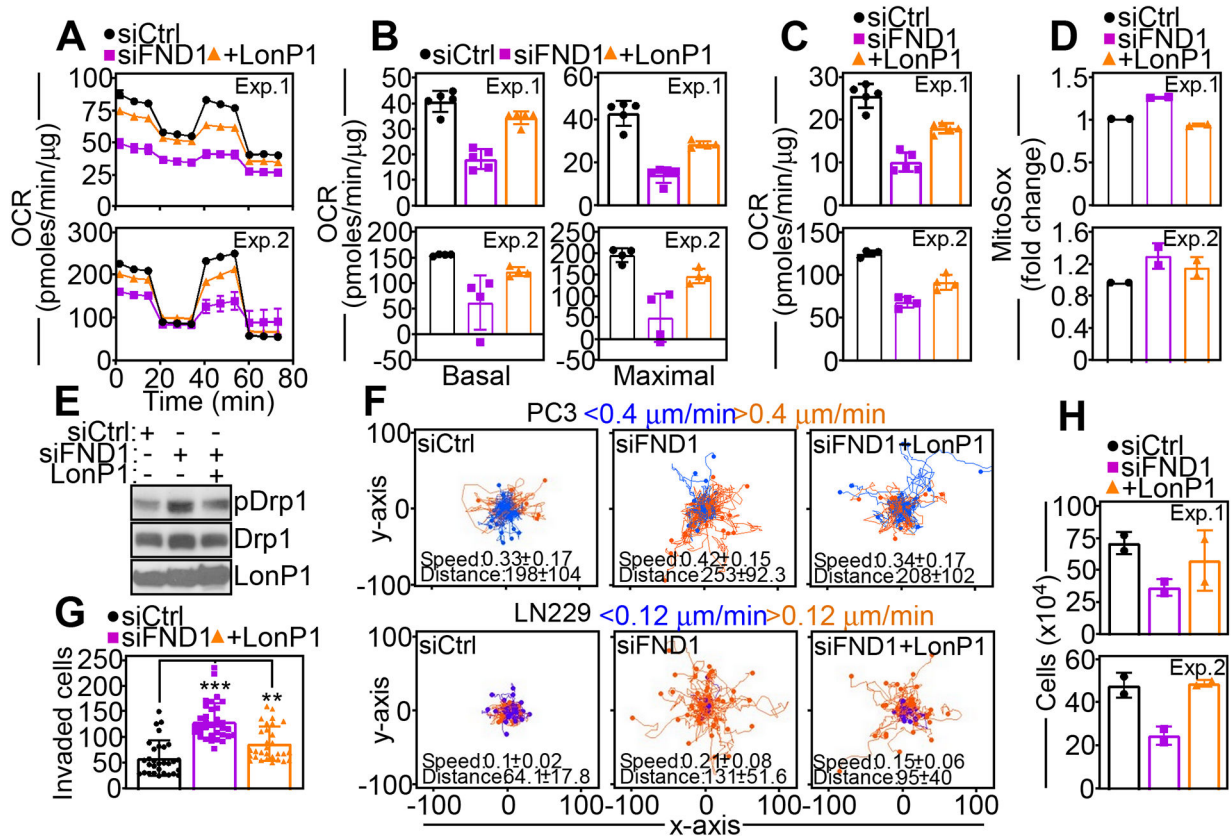 A
siCtrl
siFND1 +LonP1
OCR
(pmoles/min/µg)
Exp.1
100
75
50
25
0
Exp.2
300
200
100
0
0 20 40 60 80
Time (min)
B
siCtrl siFND1 +LonP1
OCR
(pmoles/min/µg)
Exp.1
50
40
30
20
10
0
Exp.1
60
40
20
0
Exp.2
200
150
100
50
0
-50
Exp.2
250
200
150
100
50
0
-50
Basal Maximal
C
siCtrl
siFND1
+LonP1
OCR
(pmoles/min/µg)
Exp.1
30
20
10
0
Exp.2
150
100
50
0
D
siCtrl
siFND1
+LonP1
MitoSox
(fold change)
Exp.1
1.5
1
0.5
0
Exp.2
1.6
1.2
0.8
0.4
0
E
siCtrl: + - -
siFND1: - + +
LonP1: - - +
pDrp1
Drp1
LonP1
F
PC3 <0.4 µm/min >0.4 µm/min
y-axis
100
0
-100
siCtrl
Speed:0.33±0.17
Distance:198±104
siFND1
Speed:0.42±0.15
Distance:253±92.3
siFND1+LonP1
Speed:0.34±0.17
Distance:208±102
LN229 <0.12 µm/min >0.12 µm/min
y-axis
100
0
-100
siCtrl
Speed:0.1±0.02
Distance:64.1±17.8
siFND1
Speed:0.21±0.08
Distance:131±51.6
siFND1+LonP1
Speed:0.15±0.06
Distance:95±40
-100 0 100 -100 0 100 -100 0 100
x-axis
G
siCtrl
siFND1 +LonP1
Invaded cells
250
200
150
100
50
0
*** **
H
siCtrl
siFND1
+LonP1
Cells (x10⁴)
Exp.1
100
75
50
25
0
Exp.2
60
40
20
0